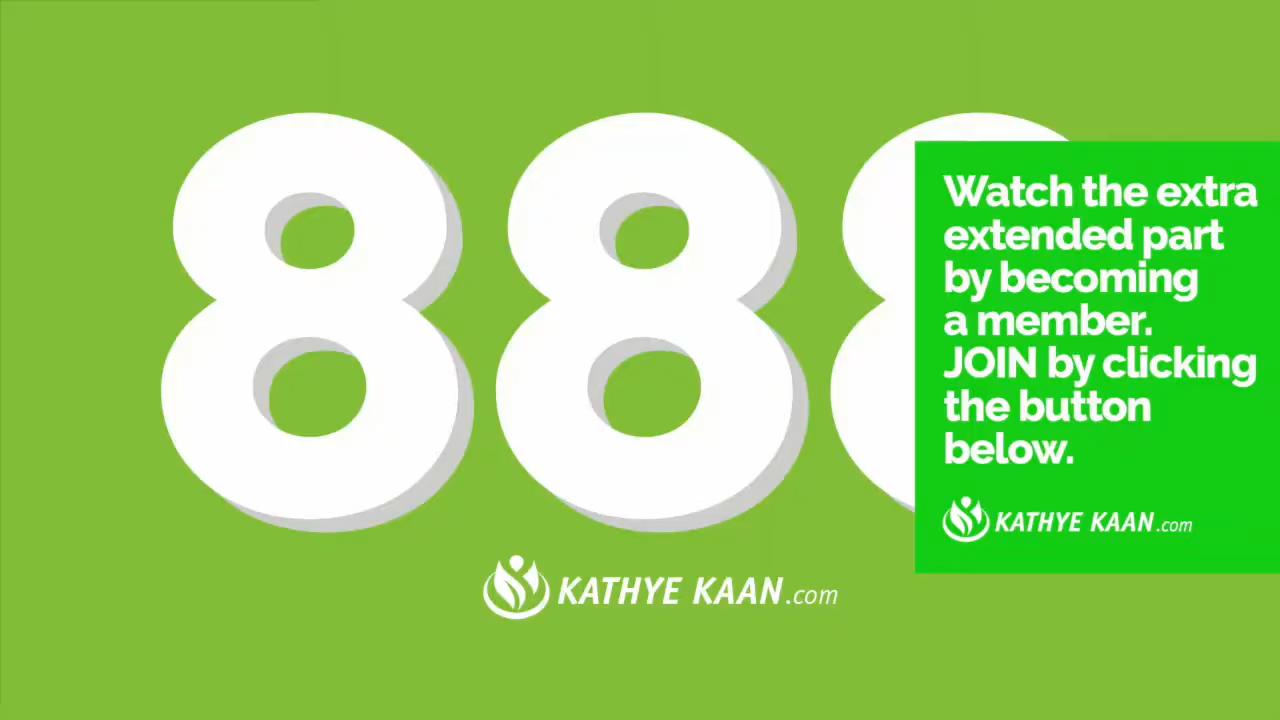 888
Watch the extra
extended part
by becoming
a member.
JOIN by clicking
the button
below.
KATHYE KAAN.com
KATHYE KAAN.com